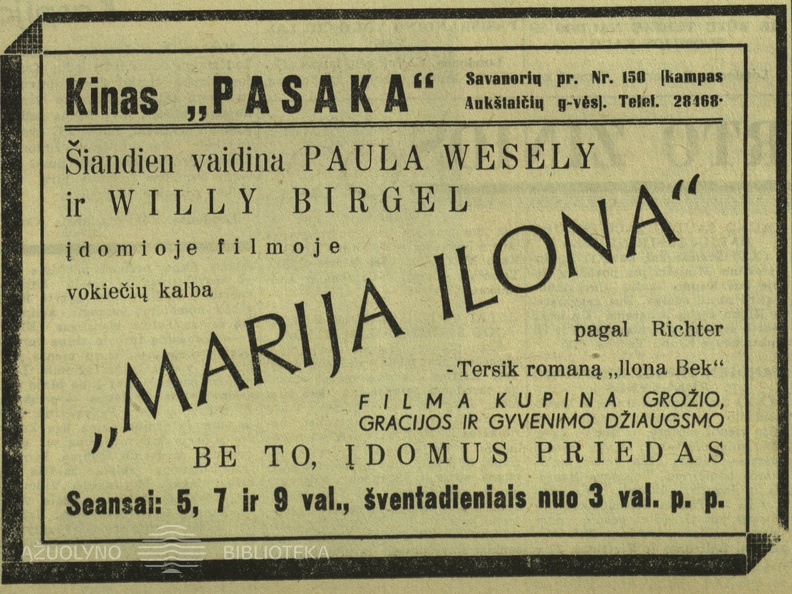 Kinas „PASAKA“
Savanorių pr. Nr. 150 (kampas
Aukštaičių g-vės). Telef. 28468.
Šiandien vaidina PAULA WESELY
ir WILLY BIRGEL
įdomioje filmoje
vokiečių kalba
„MARIJA ILONA“
pagal Richter
-Tersik romaną „Ilona Bek“
FILMA KUPINA GROŽIO,
GRACIJOS IR GYVENIMO DŽIAUGSMO
BE TO, ĮDOMUS PRIEDAS
Seansai: 5, 7 ir 9 val., šventadieniais nuo 3 val. p. p.
AŽUOLYNO BIBLIOTEKA